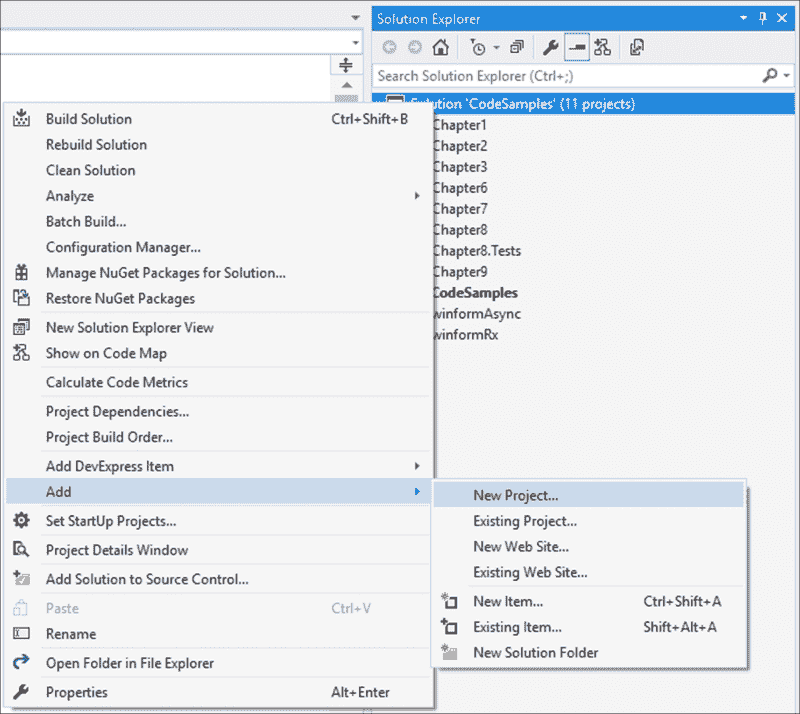 Solution Explorer
Search Solution Explorer (Ctrl+;)
Solution 'CodeSamples' (11 projects)
Chapter1
Chapter2
Chapter3
Chapter6
Chapter7
Chapter8
Chapter8.Tests
Chapter9
CodeSamples
winformAsync
winformRx
Build Solution Ctrl+Shift+B
Rebuild Solution
Clean Solution
Analyze
Batch Build...
Configuration Manager...
Manage NuGet Packages for Solution...
Restore NuGet Packages
New Solution Explorer View
Show on Code Map
Calculate Code Metrics
Project Dependencies...
Project Build Order...
Add DevExpress Item
Add
Set StartUp Projects...
Project Details Window
Add Solution to Source Control...
Paste Ctrl+V
Rename
Open Folder in File Explorer
Properties Alt+Enter
New Project...
Existing Project...
New Web Site...
Existing Web Site...
New Item... Ctrl+Shift+A
Existing Item... Shift+Alt+A
New Solution Folder